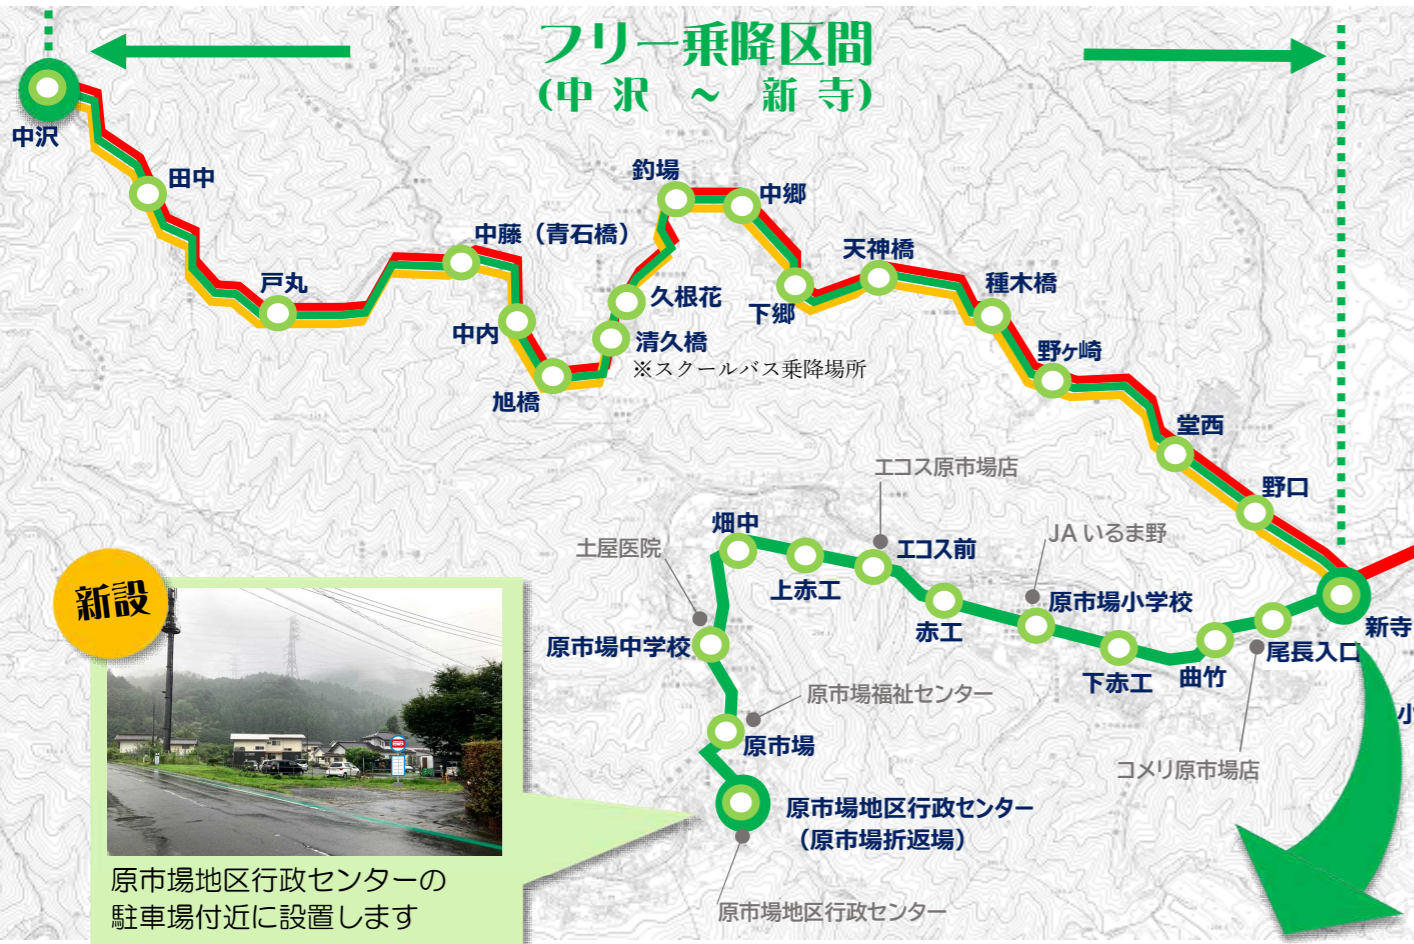 フリー乗降区間
(中沢 ～ 新寺)
中沢
田中
戸丸
中藤（青石橋）
中内
旭橋
釣場
中郷
久根花
清久橋
※スクールバス乗降場所
下郷
天神橋
種木橋
野ヶ崎
堂西
野口
新寺
小
エコス原市場店
JAいるま野
土屋医院
畑中
上赤工
エコス前
赤工
原市場小学校
下赤工
曲竹
尾長入口
原市場中学校
原市場福祉センター
原市場
コメリ原市場店
原市場地区行政センター
（原市場折返場）
原市場地区行政センター
新設
原市場地区行政センターの
駐車場付近に設置します